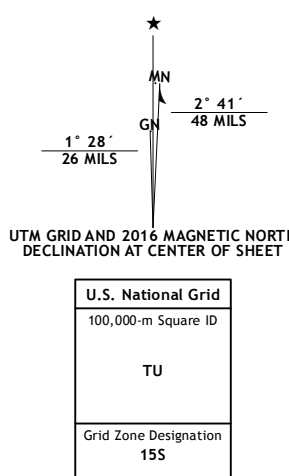 ★
MN
GN
2° 41´
48 MILS
1° 28´
26 MILS
UTM GRID AND 2016 MAGNETIC NORT
DECLINATION AT CENTER OF SHEET
U.S. National Grid
100,000-m Square ID
TU
Grid Zone Designation
15S